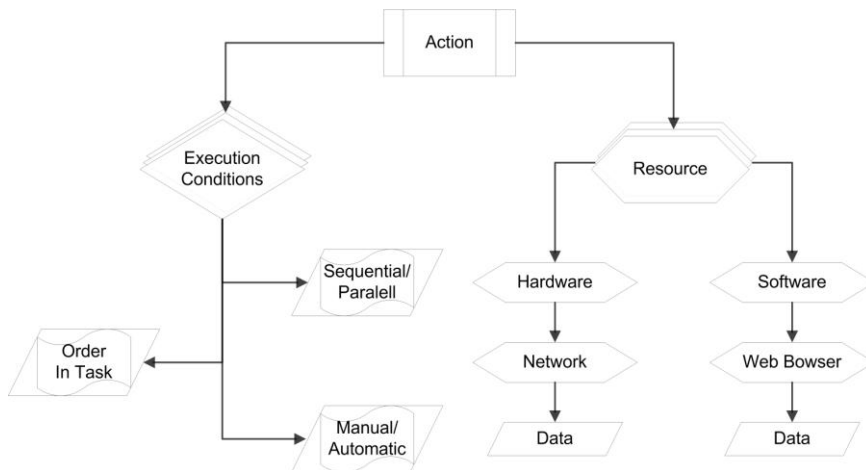 Action
Execution
Conditions
Resource
Sequential/
Paralell
Hardware
Software
Order
In Task
Network
Web Bowser
Manual/
Automatic
Data
Data